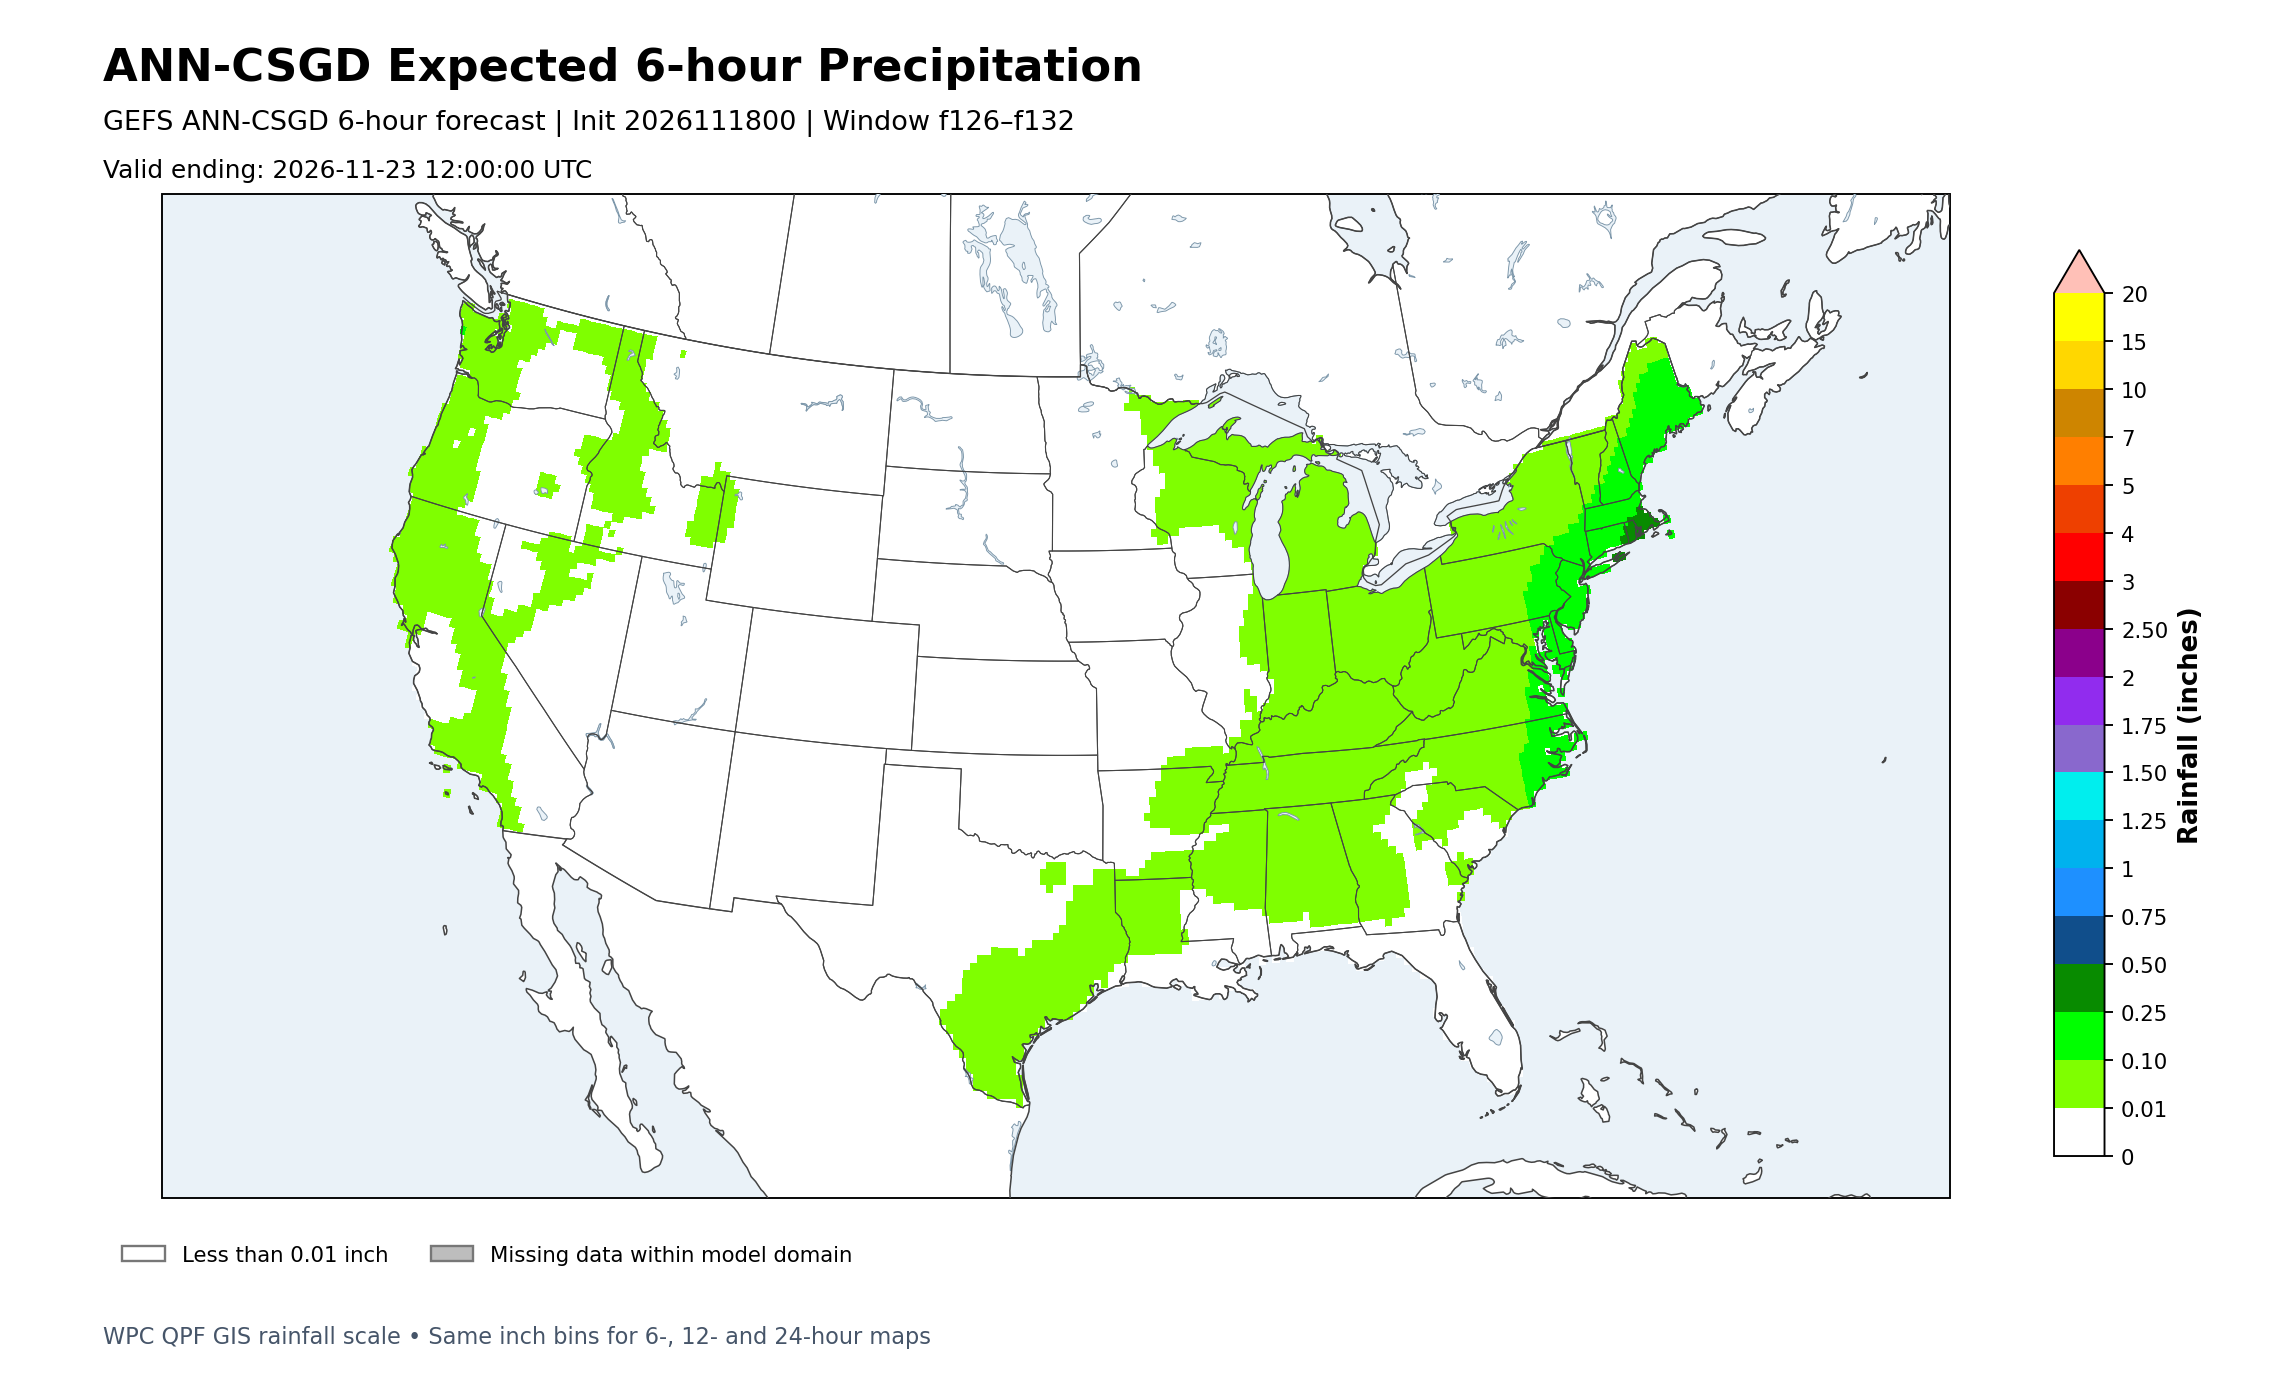 ANN-CSGD Expected 6-hour Precipitation
GEFS ANN-CSGD 6-hour forecast | Init 2026111800 | Window f126–f132
Valid ending: 2026-11-23 12:00:00 UTC
20
15
10
7
5
4
3
2.50
2
1.75
1.50
1.25
1
0.75
0.50
0.25
0.10
0.01
0
Rainfall (inches)
Less than 0.01 inch
Missing data within model domain
WPC QPF GIS rainfall scale • Same inch bins for 6-, 12- and 24-hour maps